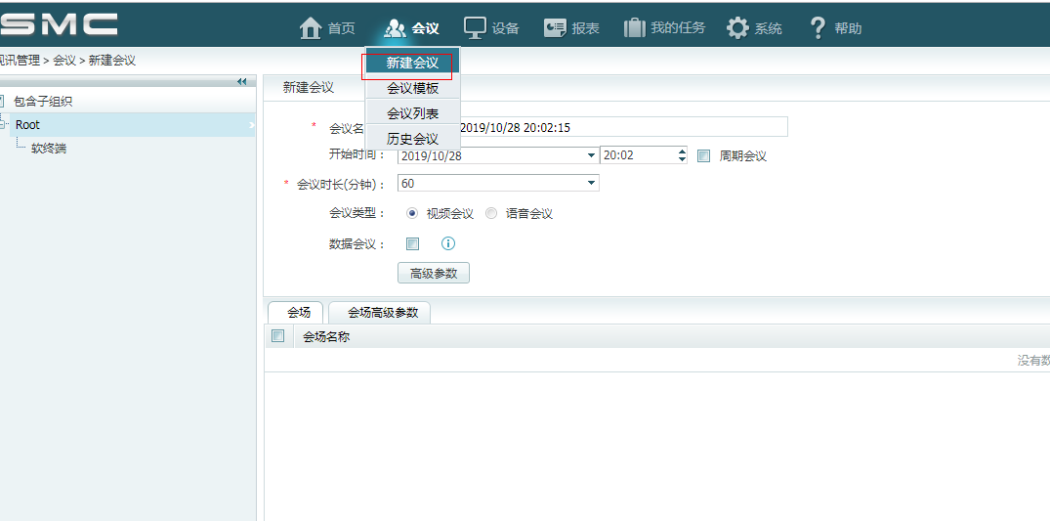 SMC
首页 会议 设备 报表 我的任务 系统 帮助
讯管理 > 会议 > 新建会议
新建会议
会议模板
会议列表
历史会议
包含子组织
Root
软终端
新建会议
* 会议名 2019/10/28 20:02:15
开始时间： 2019/10/28 20:02 周期会议
* 会议时长(分钟)： 60
会议类型： 视频会议 语音会议
数据会议：
高级参数
会场 会场高级参数
会场名称
没有数